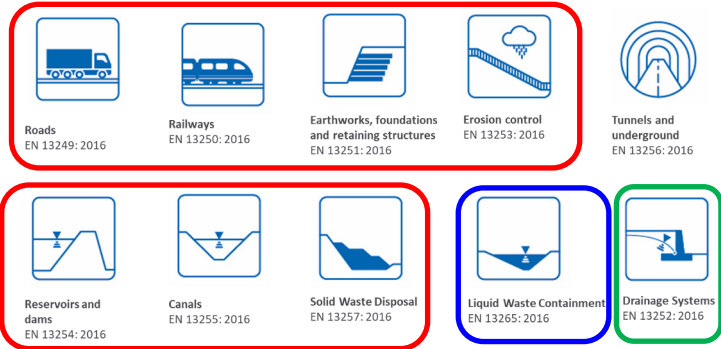 Roads
EN 13249: 2016
Railways
EN 13250: 2016
Earthworks, foundations
and retaining structures
EN 13251: 2016
Erosion control
EN 13253: 2016
Tunnels and
underground
EN 13256: 2016
Reservoirs and
dams
EN 13254: 2016
Canals
EN 13255: 2016
Solid Waste Disposal
EN 13257: 2016
Liquid Waste Containment
EN 13265: 2016
Drainage Systems
EN 13252: 2016